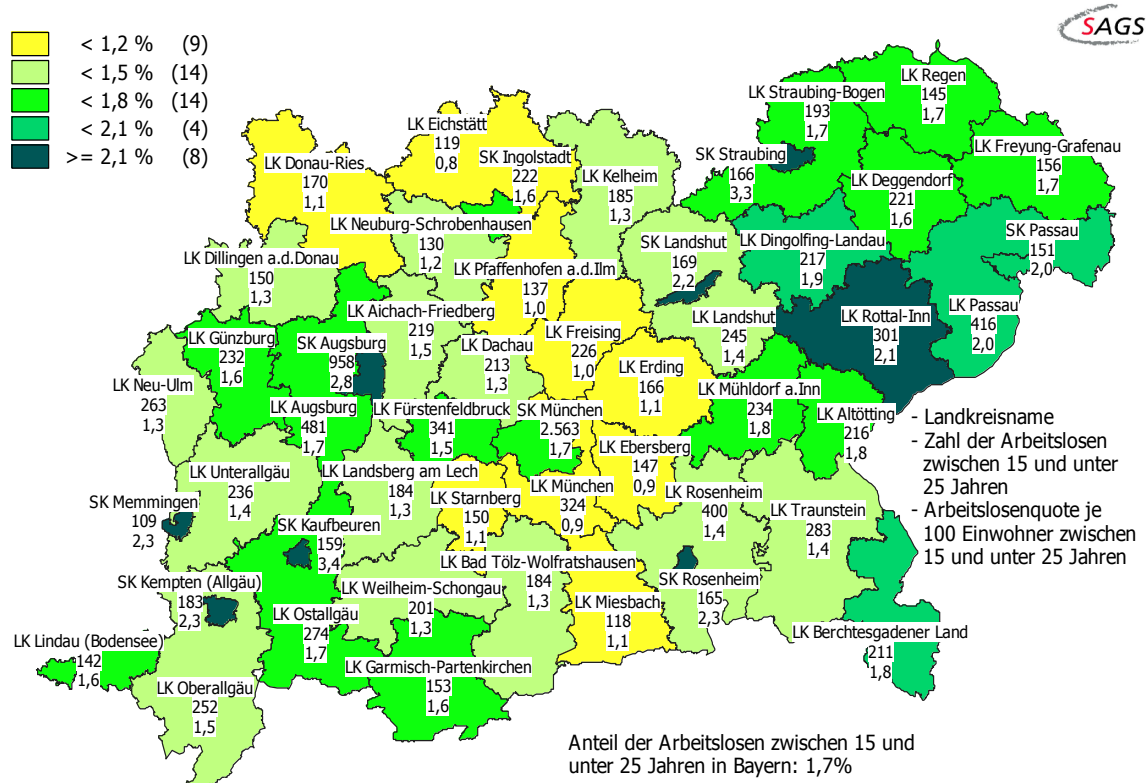 SAGS
< 1,2 % (9)
< 1,5 % (14)
< 1,8 % (14)
< 2,1 % (4)
>= 2,1 % (8)
LK Regen
145
1,7
LK Straubing-Bogen
193
1,7
LK Eichstätt
119
0,8
LK Freyung-Grafenau
156
1,7
SK Straubing
166
3,3
SK Ingolstadt
222
1,6
LK Donau-Ries
170
1,1
LK Kelheim
185
1,3
LK Deggendorf
221
1,6
LK Neuburg-Schrobenhausen
130
1,2
SK Passau
151
2,0
LK Dingolfing-Landau
217
1,9
SK Landshut
169
2,2
LK Dillingen a.d.Donau
150
1,3
LK Pfaffenhofen a.d.Ilm
137
1,0
LK Passau
416
2,0
LK Aichach-Friedberg
219
1,5
LK Landshut
245
1,4
LK Rottal-Inn
301
2,1
LK Günzburg
232
1,6
SK Augsburg
958
2,8
LK Dachau
213
1,3
LK Freising
226
1,0
LK Erding
166
1,1
LK Neu-Ulm
263
1,3
LK Mühldorf a.Inn
234
1,8
LK Augsburg
481
1,7
LK Fürstenfeldbruck
341
1,5
SK München
2.563
1,7
LK Altötting
216
1,8
LK Ebersberg
147
0,9
LK Unterallgäu
236
1,4
LK Landsberg am Lech
184
1,3
LK Starnberg
150
1,1
LK München
324
0,9
LK Rosenheim
400
1,4
LK Traunstein
283
1,4
SK Memmingen
109
2,3
SK Kaufbeuren
159
3,4
LK Bad Tölz-Wolfratshausen
184
1,3
SK Kempten (Allgäu)
183
2,3
LK Weilheim-Schongau
201
1,3
SK Rosenheim
165
2,3
LK Miesbach
118
1,1
LK Ostallgäu
274
1,7
LK Berchtesgadener Land
211
1,8
LK Lindau (Bodensee)
142
1,6
LK Garmisch-Partenkirchen
153
1,6
LK Oberallgäu
252
1,5
- Landkreisname
- Zahl der Arbeitslosen
zwischen 15 und unter
25 Jahren
- Arbeitslosenquote je
100 Einwohner zwischen
15 und unter 25 Jahren
Anteil der Arbeitslosen zwischen 15 und
unter 25 Jahren in Bayern: 1,7%